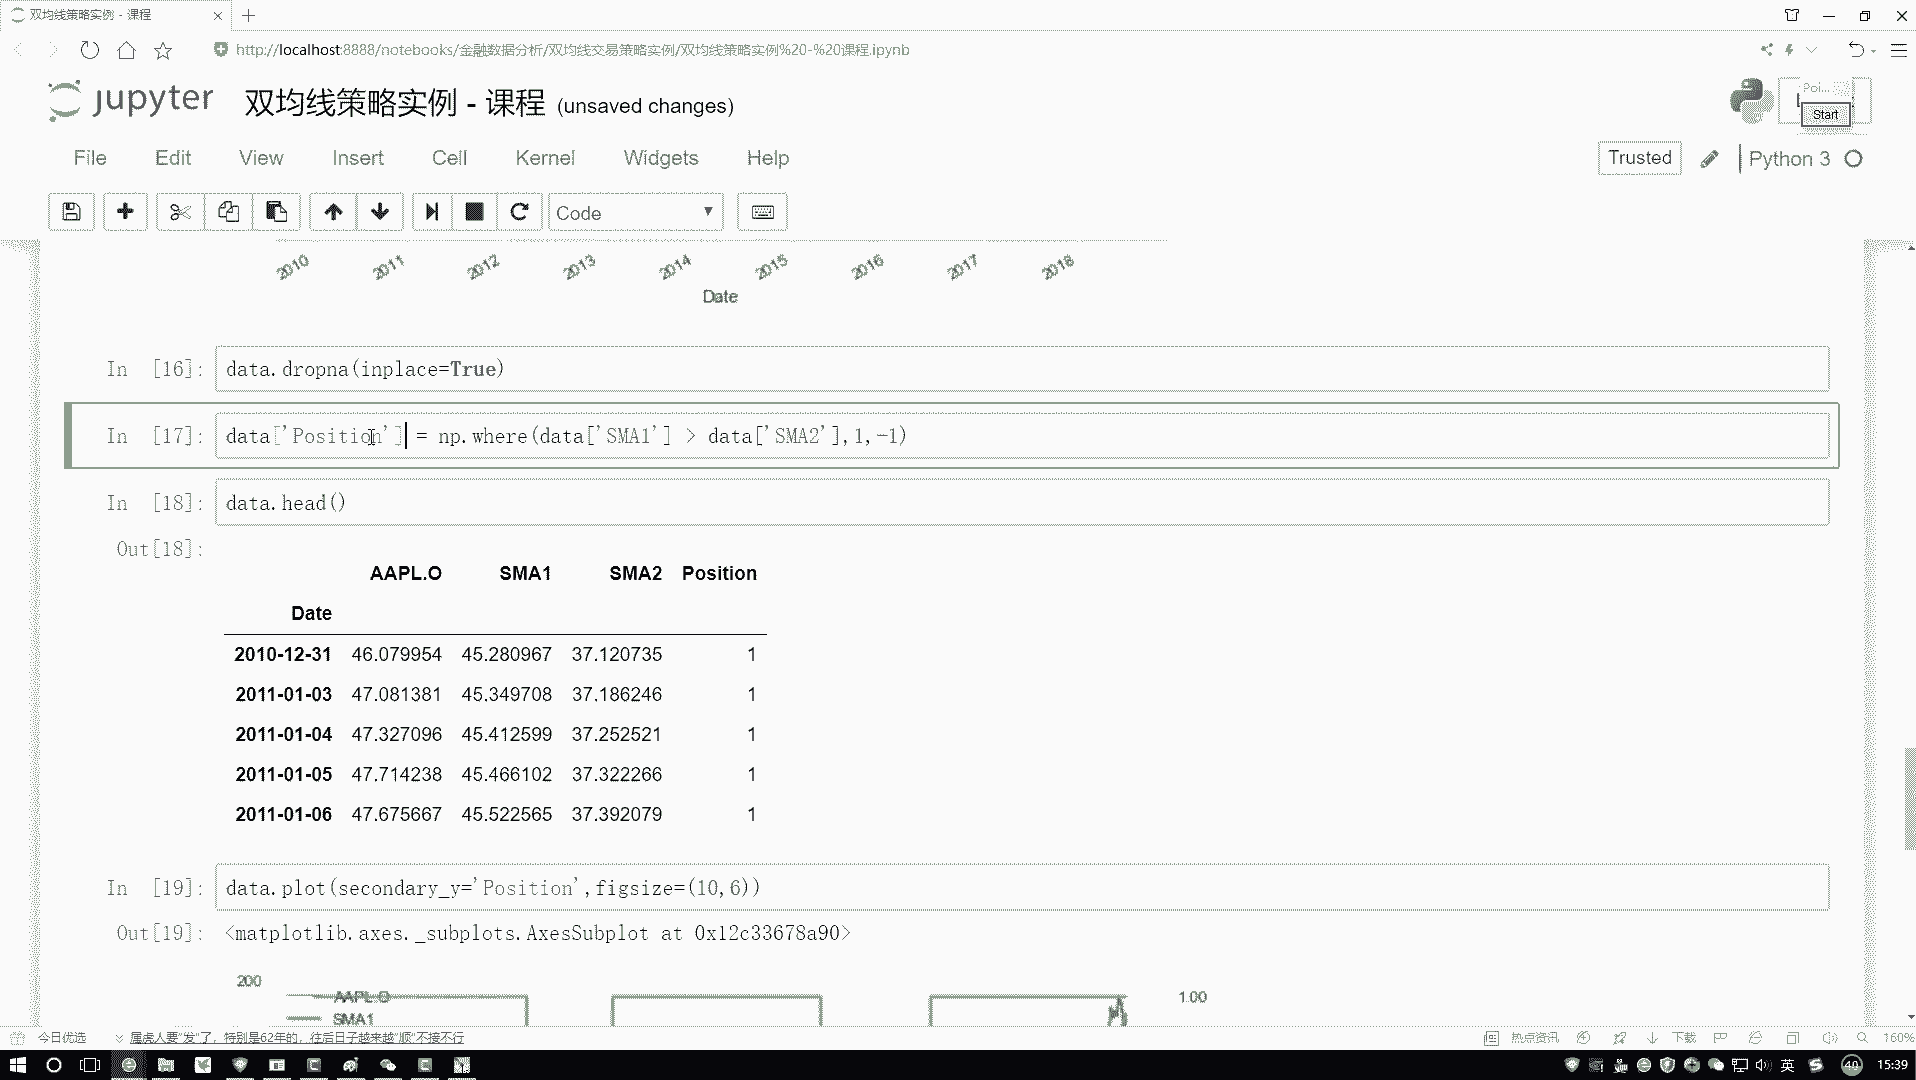 双均线策略实例 - 课程
http://localhost:8888/notebooks/金融数据分析/双均线交易策略实例/双均线策略实例%20-%20课程.ipynb
jupyter 双均线策略实例 - 课程 (unsaved changes)
Poi...
Start
File Edit View Insert Cell Kernel Widgets Help
Trusted Python 3
Code
2010 2011 2012 2013 2014 2015 2016 2017 2018
Date
In [16]: data.dropna(inplace=True)
In [17]: data['Position'] = np.where(data['SMA1'] > data['SMA2'],1,-1)
In [18]: data.head()
Out[18]:
AAPL.O SMA1 SMA2 Position
Date
2010-12-31 46.079954 45.280967 37.120735 1
2011-01-03 47.081381 45.349708 37.186246 1
2011-01-04 47.327096 45.412599 37.252521 1
2011-01-05 47.714238 45.466102 37.322266 1
2011-01-06 47.675667 45.522565 37.392079 1
In [19]: data.plot(secondary_y='Position',figsize=(10,6))
Out[19]: <matplotlib.axes._subplots.AxesSubplot at 0x12c33678a90>
200
AAPL.O
1.00
SMA1
今日优选 属虎人要“发”了，特别是62年的，往后日子越来越“顺”不接不行 热点资讯 下载 160%
英 40 15:39